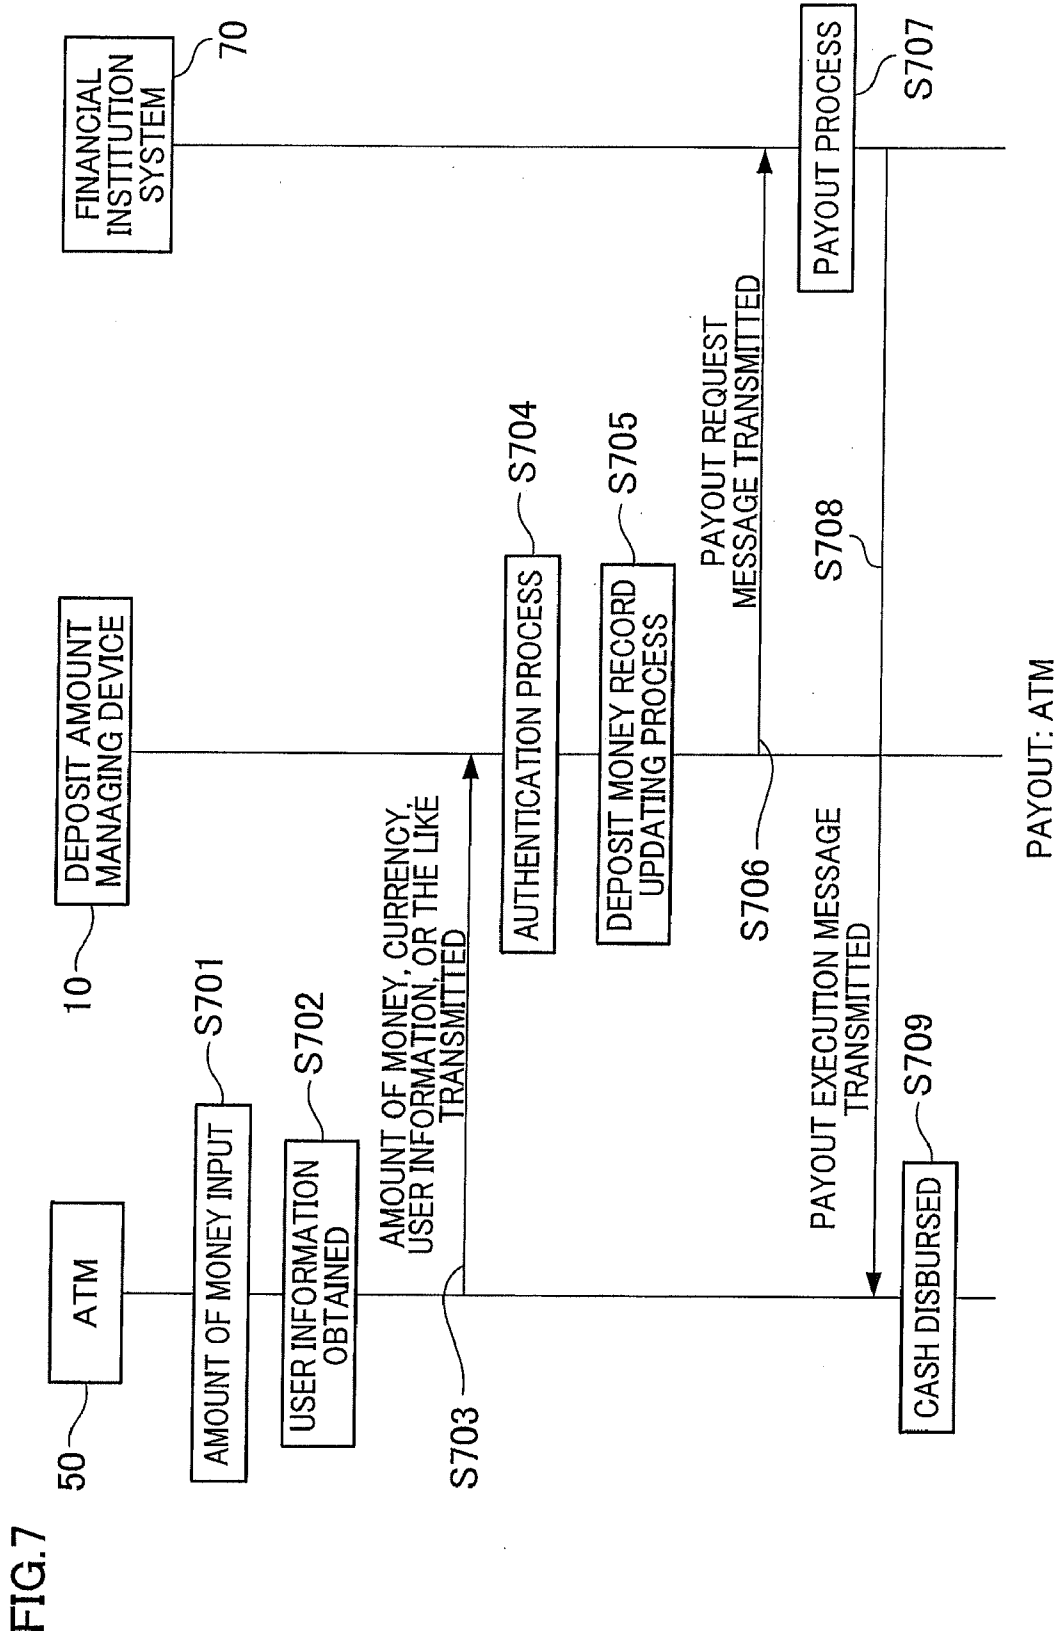 FIG.7
50
ATM
10
DEPOSIT AMOUNT
MANAGING DEVICE
FINANCIAL
INSTITUTION
SYSTEM
70
AMOUNT OF MONEY INPUT
S701
USER INFORMATION
OBTAINED
S702
S703
AMOUNT OF MONEY, CURRENCY,
USER INFORMATION, OR THE LIKE
TRANSMITTED
AUTHENTICATION PROCESS
S704
DEPOSIT MONEY RECORD
UPDATING PROCESS
S705
S706
PAYOUT REQUEST
MESSAGE TRANSMITTED
PAYOUT PROCESS
S707
PAYOUT EXECUTION MESSAGE
TRANSMITTED
S708
CASH DISBURSED
S709
PAYOUT: ATM